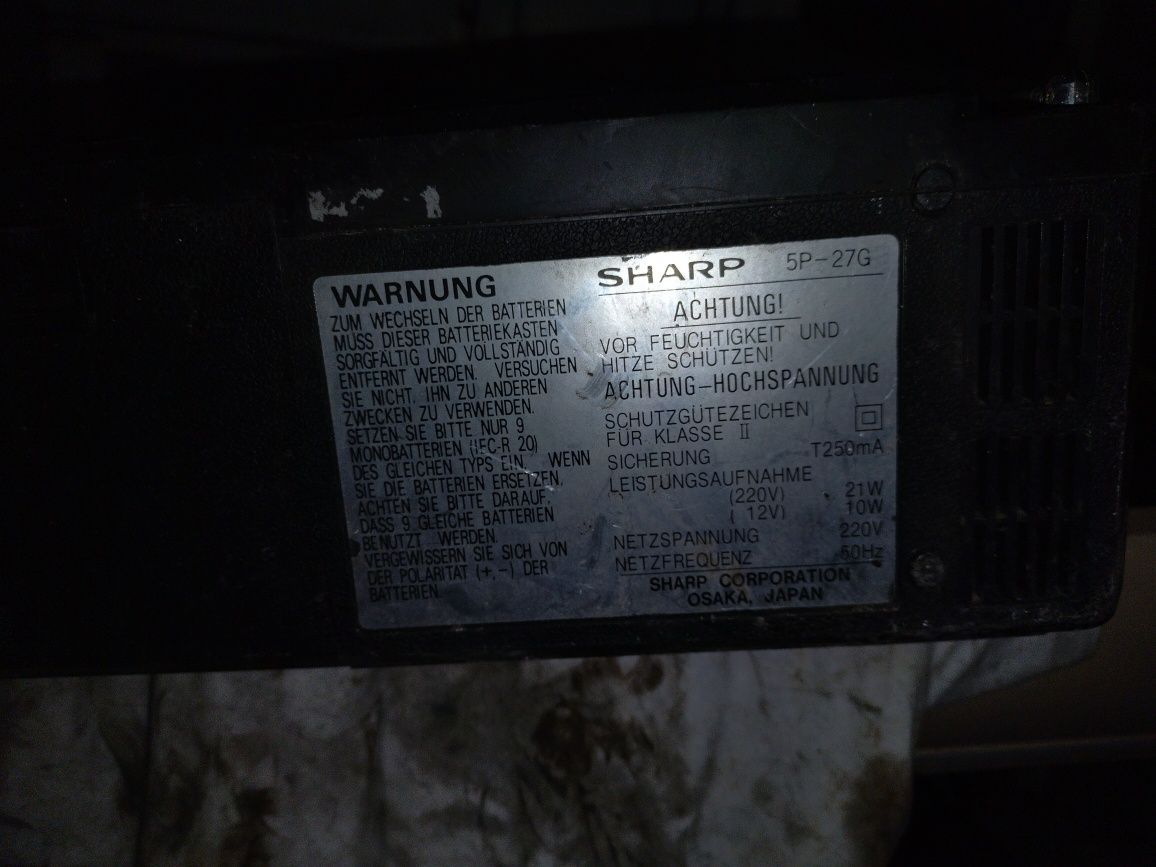 WARNUNG
ZUM WECHSELN DER BATTERIEN
MUSS DIESER BATTERIEKASTEN
SORGFÄLTIG UND VOLLSTÄNDIG
ENTFERNT WERDEN. VERSUCHEN
SIE NICHT, IHN ZU ANDEREN
ZWECKEN ZU VERWENDEN.
SETZEN SIE BITTE NUR 9
MONOBATTERIEN (IEC-R 20)
DES GLEICHEN TYPS EIN. WENN
SIE DIE BATTERIEN ERSETZEN,
ACHTEN SIE BITTE DARAUF,
DASS 9 GLEICHE BATTERIEN
BENUTZT WERDEN.
VERGEWISSERN SIE SICH VON
DER POLARITAT (+,-) DER
BATTERIEN.
SHARP 5P-27G
ACHTUNG!
VOR FEUCHTIGKEIT UND
HITZE SCHÜTZEN!
ACHTUNG-HOCHSPANNUNG
SCHUTZGÜTEZEICHEN
FÜR KLASSE II
SICHERUNG T250mA
LEISTUNGSAUFNAHME
(220V) 21W
( 12V) 10W
NETZSPANNUNG 220V
NETZFREQUENZ 50Hz
SHARP CORPORATION
OSAKA, JAPAN